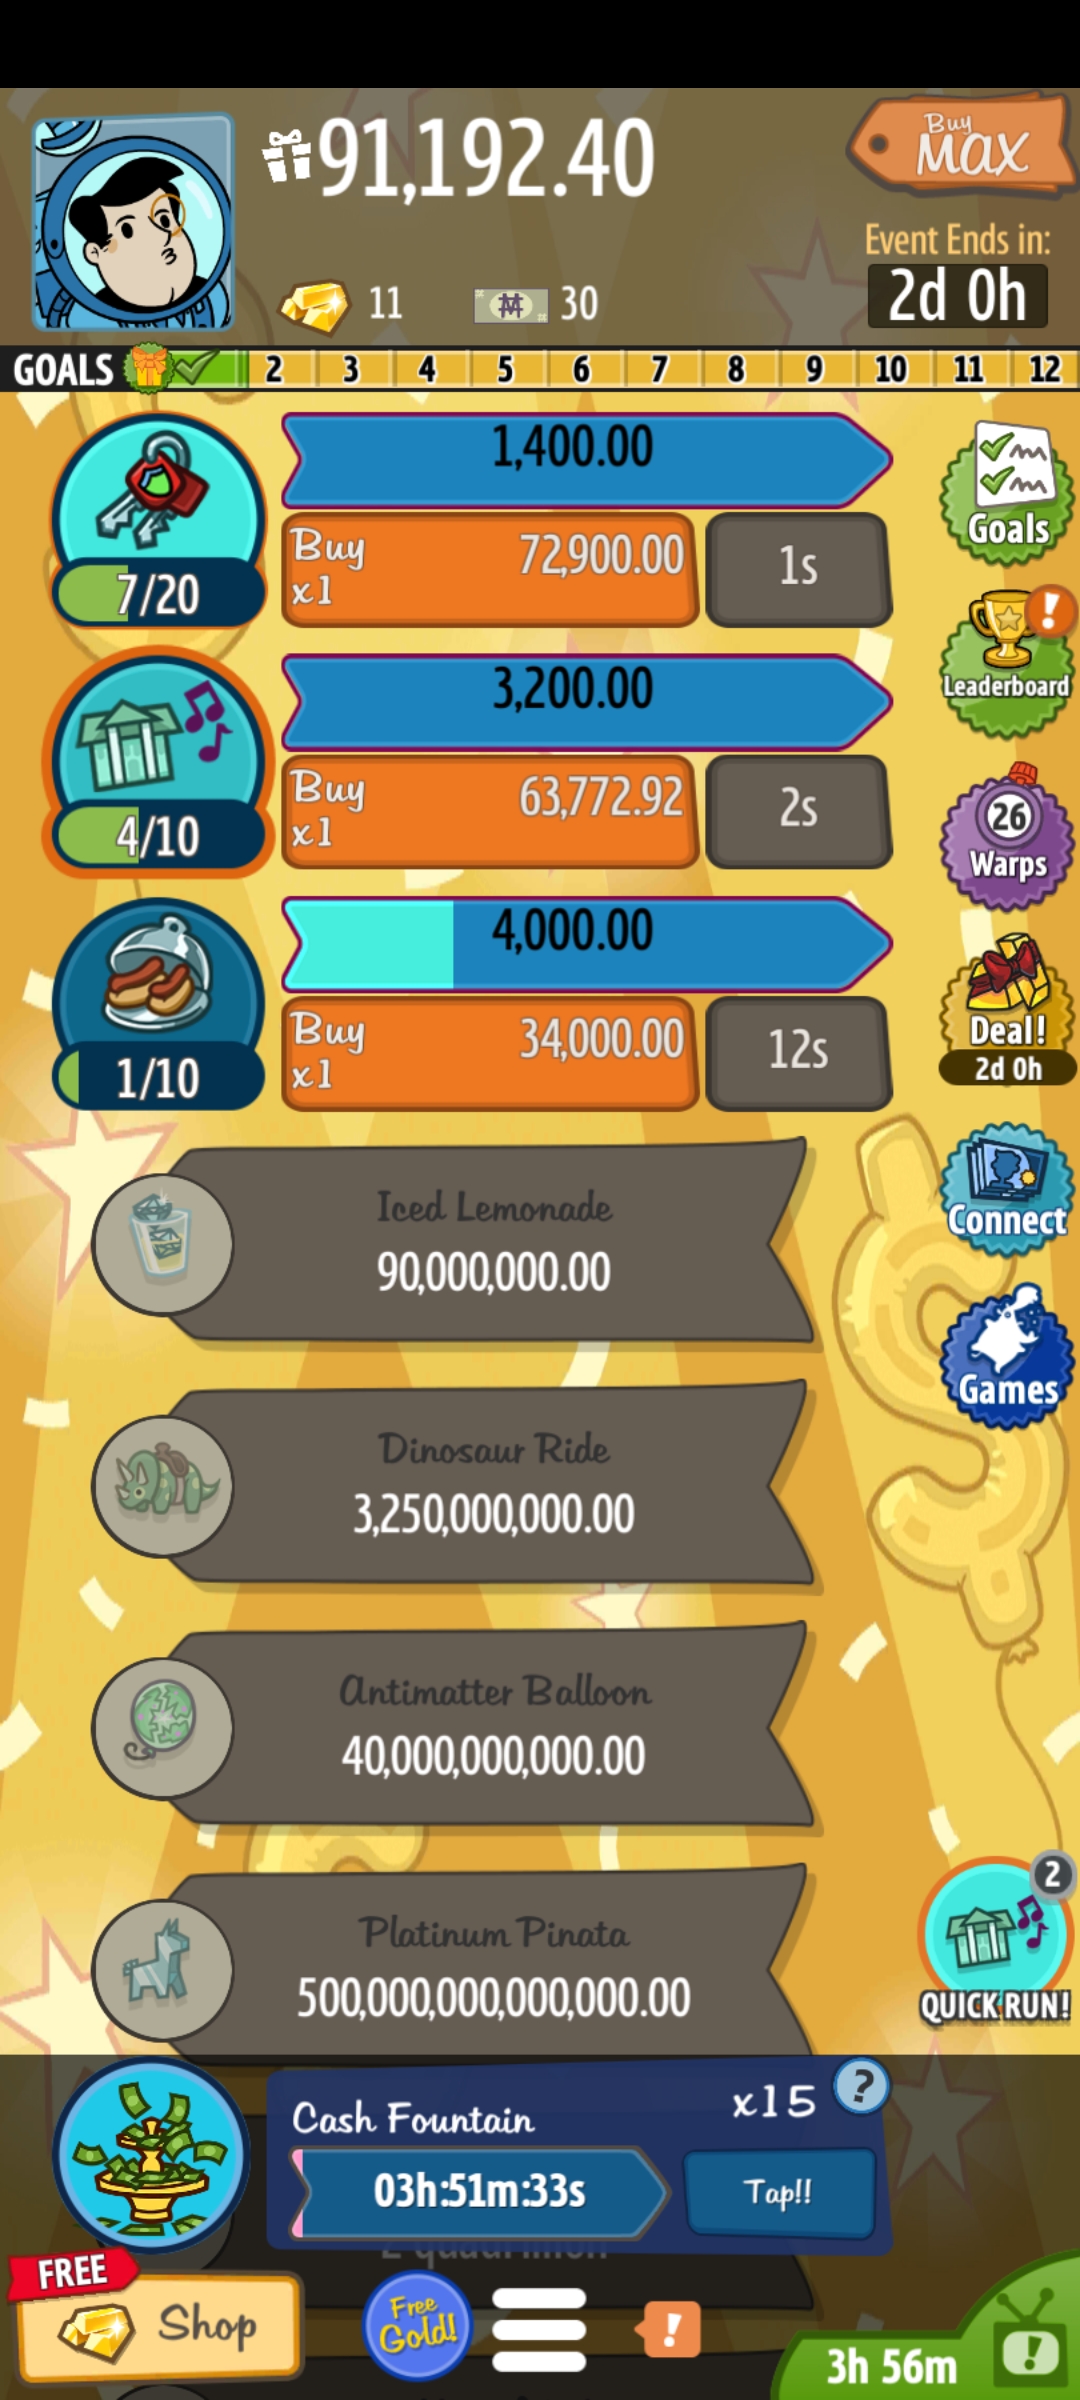 91,192.40
Buy
MAX
Event Ends in:
2d 0h
11
30
GOALS 2 3 4 5 6 7 8 9 10 11 12
1,400.00
Buy
x1
72,900.00
1s
7/20
Goals
3,200.00
Buy
x1
63,772.92
2s
4/10
Leaderboard
26
Warps
4,000.00
Buy
x1
34,000.00
12s
1/10
Deal!
2d 0h
Iced Lemonade
90,000,000.00
Connect
Games
Dinosaur Ride
3,250,000,000.00
Antimatter Balloon
40,000,000,000.00
Platinum Pinata
500,000,000,000,000.00
2
QUICK RUN!
Cash Fountain
x15
?
03h:51m:33s
Tap!!
FREE
Shop
Free
Gold!
!
3h 56m